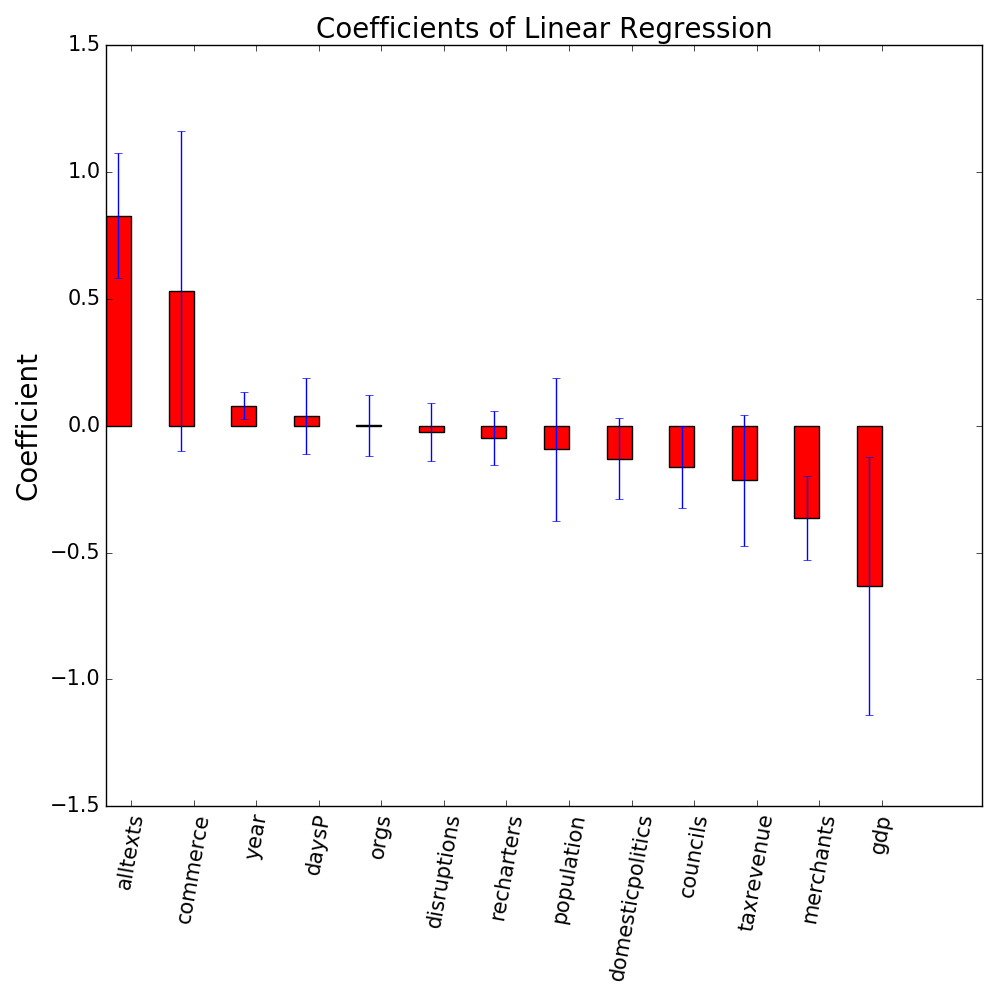 Coefficients of Linear Regression
Coefficient
1.5
1.0
0.5
0.0
−0.5
−1.0
−1.5
alltexts
commerce
year
daysP
orgs
disruptions
recharters
population
domesticpolitics
councils
taxrevenue
merchants
gdp